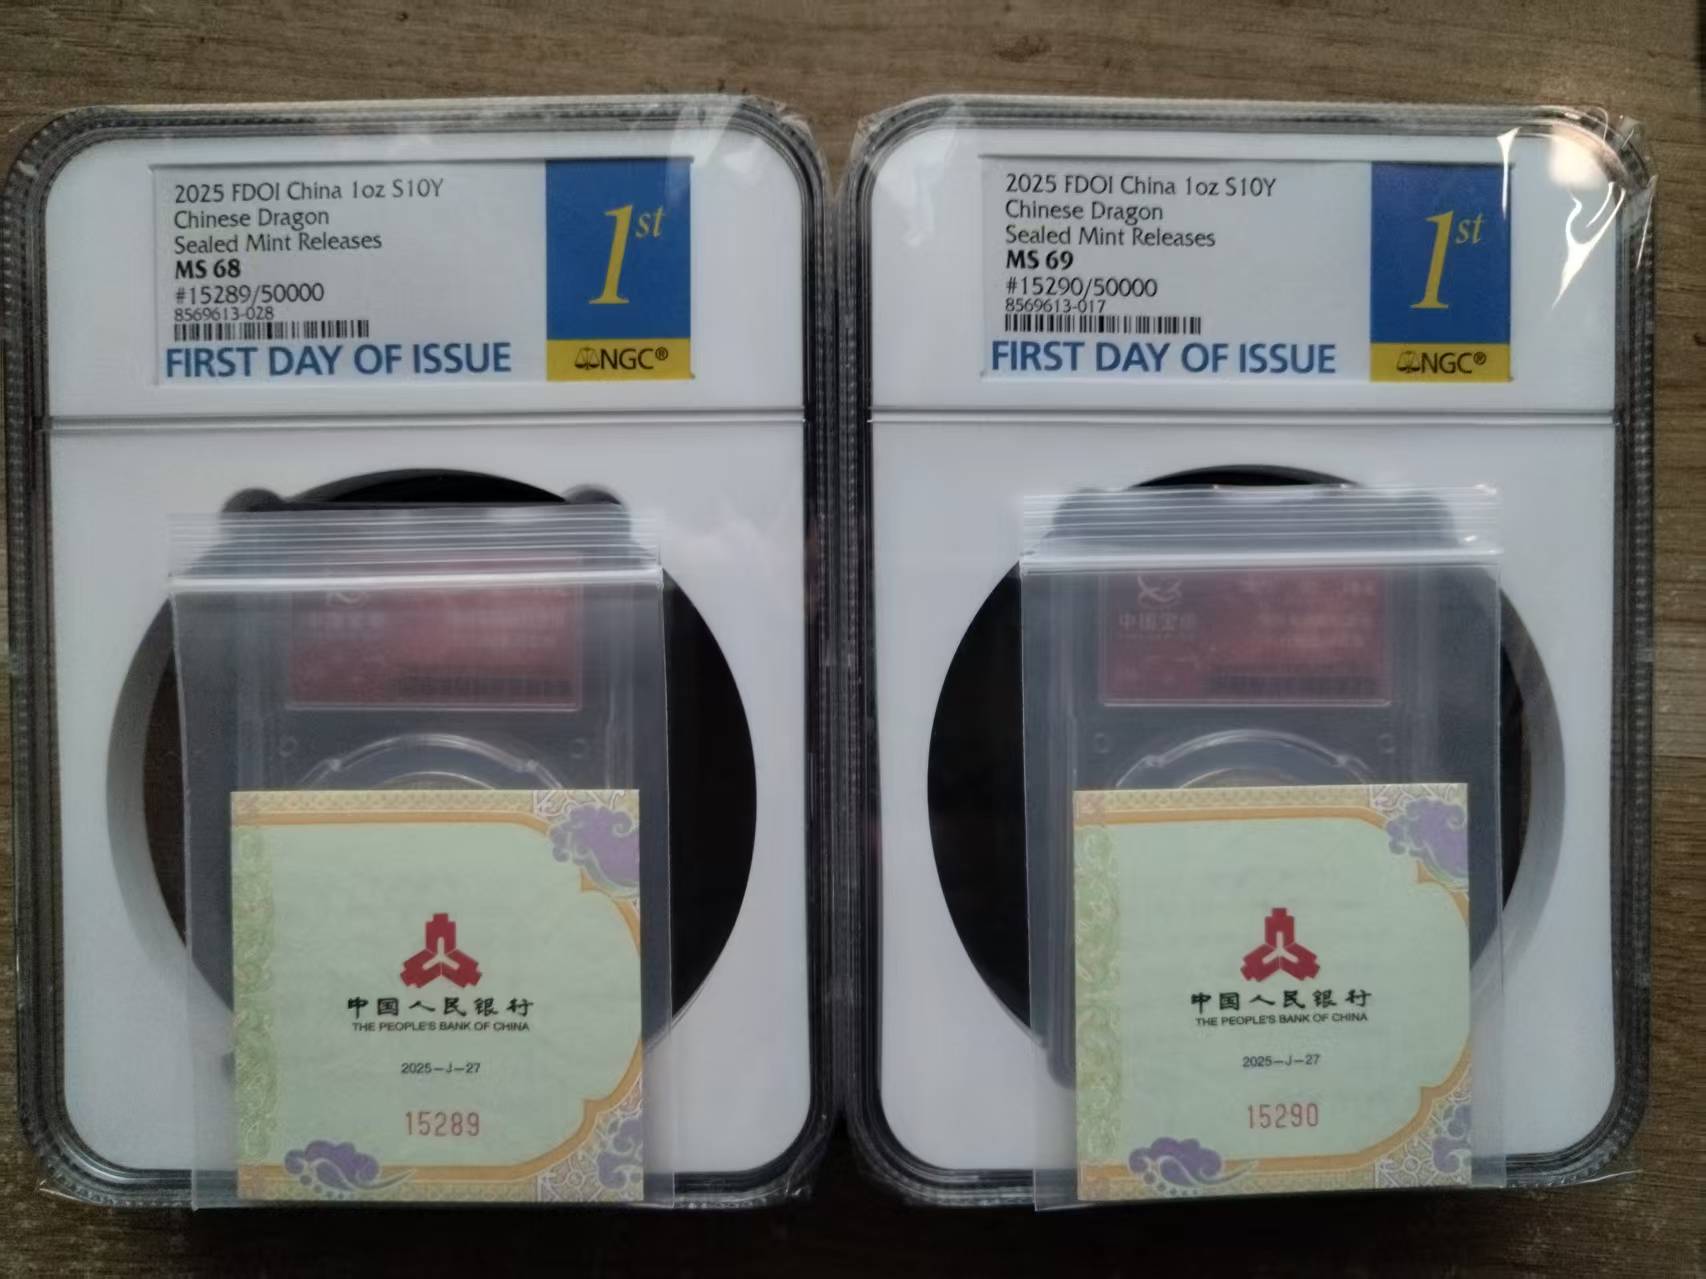 2025 FDOI China 1oz S10Y
Chinese Dragon
Sealed Mint Releases
MS 68
#15289/50000
8569613-028
FIRST DAY OF ISSUE
1st
NGC®
中国人民银行
THE PEOPLE'S BANK OF CHINA
2025-J-27
15289
2025 FDOI China 1oz S10Y
Chinese Dragon
Sealed Mint Releases
MS 69
#15290/50000
8569613-017
FIRST DAY OF ISSUE
1st
NGC®
中国人民银行
THE PEOPLE'S BANK OF CHINA
2025-J-27
15290